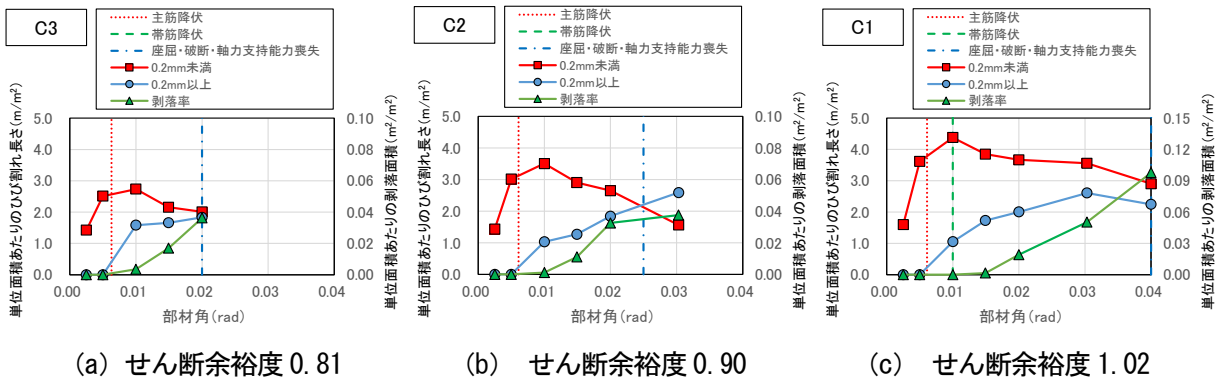 C3
主筋降伏
帯筋降伏
座屈・破断・軸力支持能力喪失
0.2mm未満
0.2mm以上
剥落率
単位面積あたりのひび割れ長さ(m/m²)
5.0
4.0
3.0
2.0
1.0
0.0
0.10
0.08
0.06
0.04
0.02
0.00
単位面積あたりの剥落面積(m²/m²)
0.00 0.01 0.02 0.03 0.04
部材角(rad)
(a) せん断余裕度 0.81
C2
主筋降伏
帯筋降伏
座屈・破断・軸力支持能力喪失
0.2mm未満
0.2mm以上
剥落率
単位面積あたりのひび割れ長さ(m/m²)
5.0
4.0
3.0
2.0
1.0
0.0
0.10
0.08
0.06
0.04
0.02
0.00
単位面積あたりの剥落面積(m²/m²)
0.00 0.01 0.02 0.03 0.04
部材角(rad)
(b) せん断余裕度 0.90
C1
主筋降伏
帯筋降伏
座屈・破断・軸力支持能力喪失
0.2mm未満
0.2mm以上
剥落率
単位面積あたりのひび割れ長さ(m/m²)
5.0
4.0
3.0
2.0
1.0
0.0
0.15
0.12
0.09
0.06
0.03
0.00
単位面積あたりの剥落面積(m²/m²)
0.00 0.01 0.02 0.03 0.04
部材角(rad)
(c) せん断余裕度 1.02